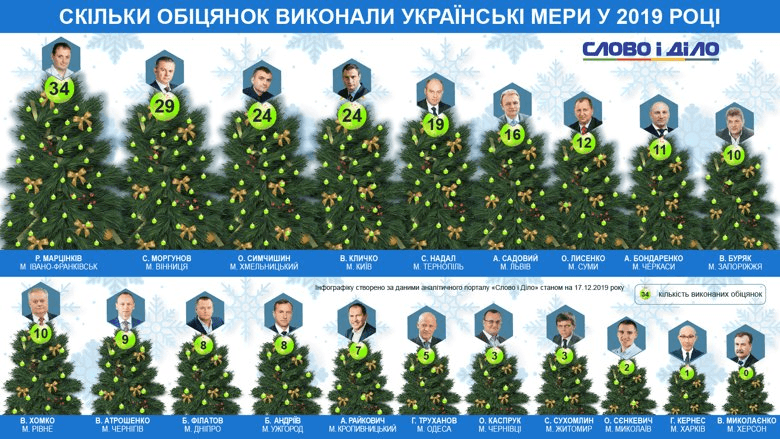 СКІЛЬКИ ОБІЦЯНОК ВИКОНАЛИ УКРАЇНСЬКІ МЕРИ У 2019 РОЦІ
СЛОВО І ДІЛО
34
29
24
24
19
16
12
11
10
Р. МАРЦІНКІВ
М. ІВАНО-ФРАНКІВСЬК
С. МОРГУНОВ
М. ВІННИЦЯ
О. СИМЧИШИН
М. ХМЕЛЬНИЦЬКИЙ
В. КЛИЧКО
М. КИЇВ
С. НАДАЛ
М. ТЕРНОПІЛЬ
А. САДОВИЙ
М. ЛЬВІВ
О. ЛИСЕНКО
М. СУМИ
А. БОНДАРЕНКО
М. ЧЕРКАСИ
В. БУРЯК
М. ЗАПОРІЖЖЯ
Інфографіку створено за даними аналітичного порталу «Слово і Діло» станом на 17.12.2019 року
34 кількість виконаних обіцянок
10
9
8
8
7
5
3
3
2
1
0
В. ХОМКО
М. РІВНЕ
В. АТРОШЕНКО
М. ЧЕРНІГІВ
Б. ФІЛАТОВ
М. ДНІПРО
Б. АНДРІЇВ
М. УЖГОРОД
А. РАЙКОВИЧ
М. КРОПИВНИЦЬКИЙ
Г. ТРУХАНОВ
М. ОДЕСА
О. КАСПРУК
М. ЧЕРНІВЦІ
С. СУХОМЛИН
М. ЖИТОМИР
О. СЄНКЕВИЧ
М. МИКОЛАЇВ
Г. КЕРНЕС
М. ХАРКІВ
В. МИКОЛАЄНКО
М. ХЕРСОН